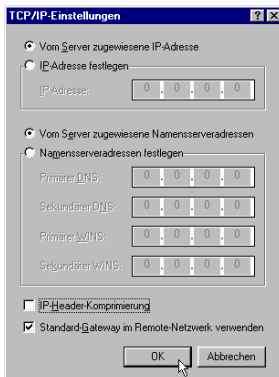 TCP/IP-Einstellungen
Vom Server zugewiesene IP-Adresse
IP-Adresse festlegen
IP-Adresse: 0 . 0 . 0 . 0
Vom Server zugewiesene Namensserveradressen
Namensserveradressen festlegen
Primärer DNS: 0 . 0 . 0 . 0
Sekundärer DNS: 0 . 0 . 0 . 0
Primärer WINS: 0 . 0 . 0 . 0
Sekundärer WINS: 0 . 0 . 0 . 0
IP-Header-Komprimierung
Standard-Gateway im Remote-Netzwerk verwenden
OK Abbrechen